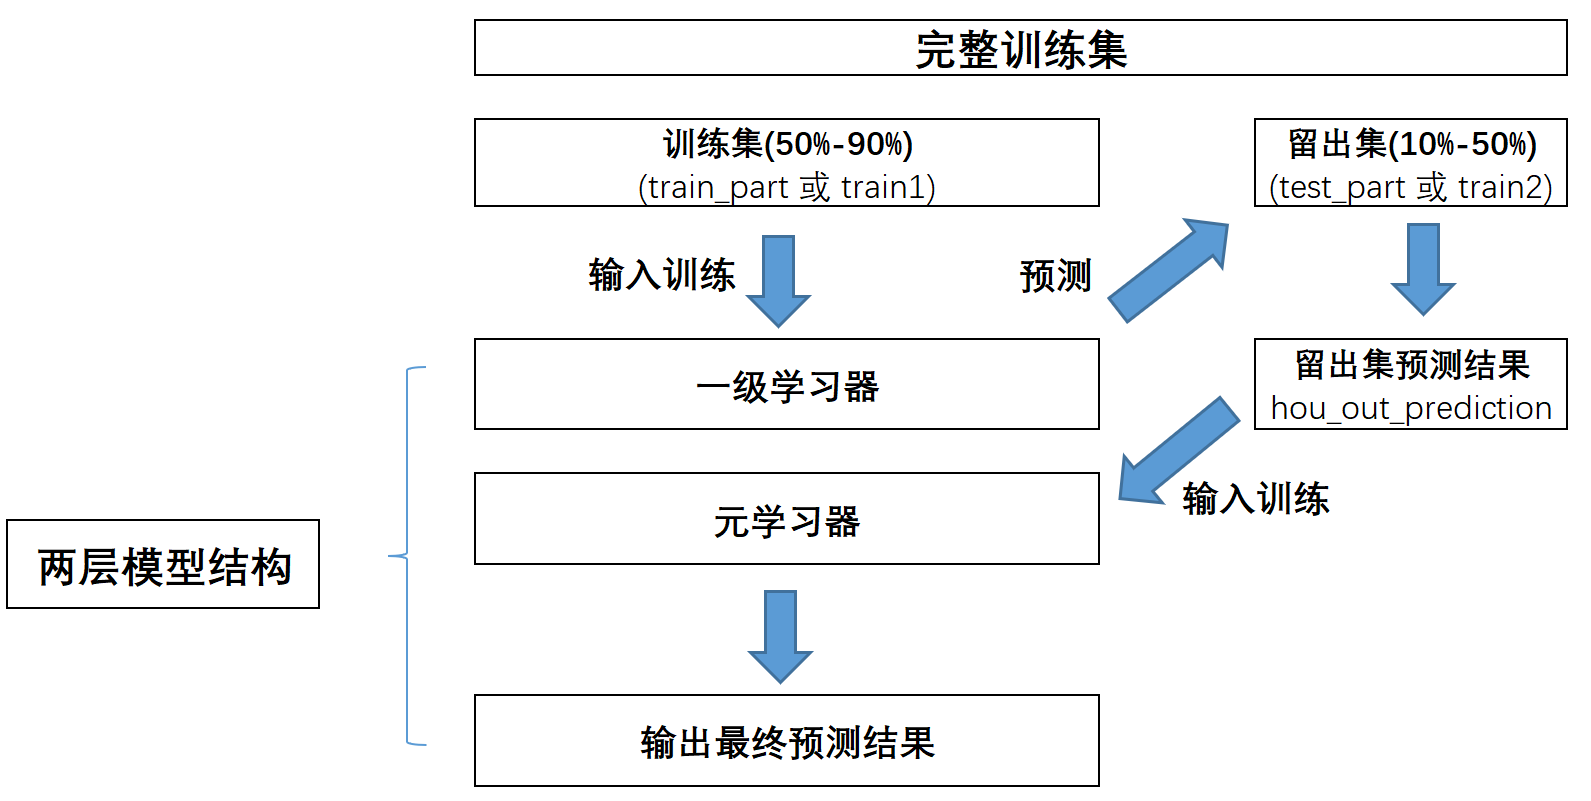 完整训练集
训练集(50%-90%)
(train_part 或 train1)
留出集(10%-50%)
(test_part 或 train2)
输入训练
预测
一级学习器
留出集预测结果
hou_out_prediction
元学习器
输入训练
两层模型结构
输出最终预测结果